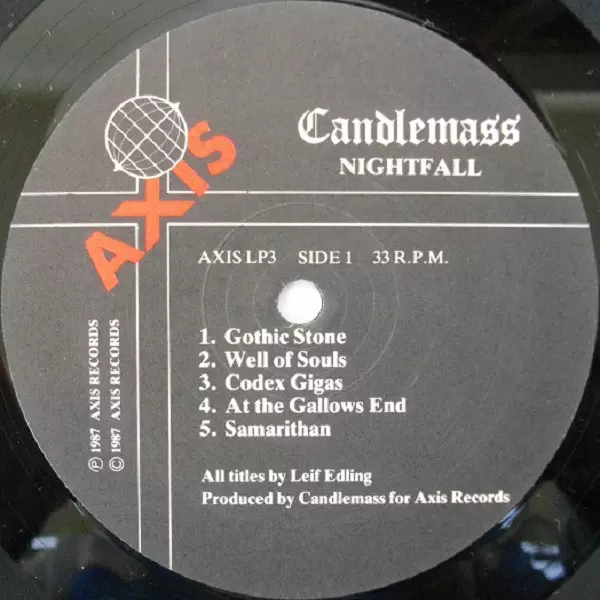 Candlemass
NIGHTFALL
AXIS
AXIS LP3 SIDE 1 33 R.P.M.
1. Gothic Stone
2. Well of Souls
3. Codex Gigas
4. At the Gallows End
5. Samarithan
℗ 1987 AXIS RECORDS
© 1987 AXIS RECORDS
All titles by Leif Edling
Produced by Candlemass for Axis Records